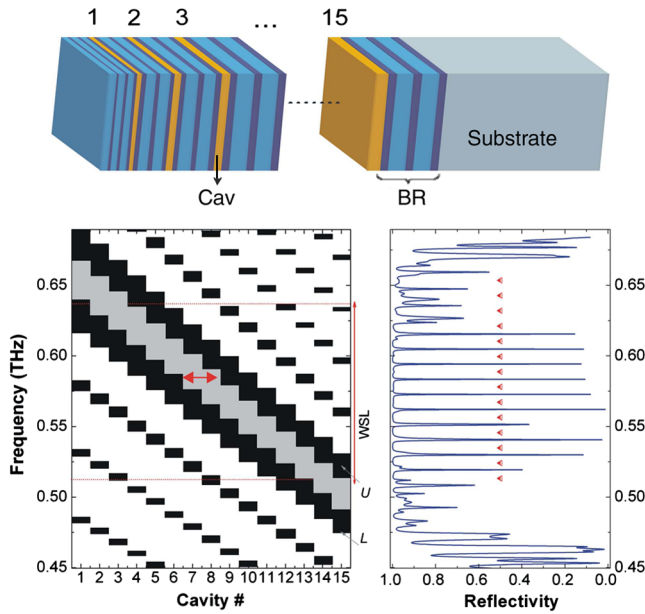 1 2 3 ... 15
Substrate
Cav
BR
Frequency (THz)
0.65
0.60
0.55
0.50
0.45
WSL
U
L
1 2 3 4 5 6 7 8 9 10 11 12 13 14 15
Cavity #
0.65
0.60
0.55
0.50
0.45
1.0 0.8 0.6 0.4 0.2 0.0
Reflectivity